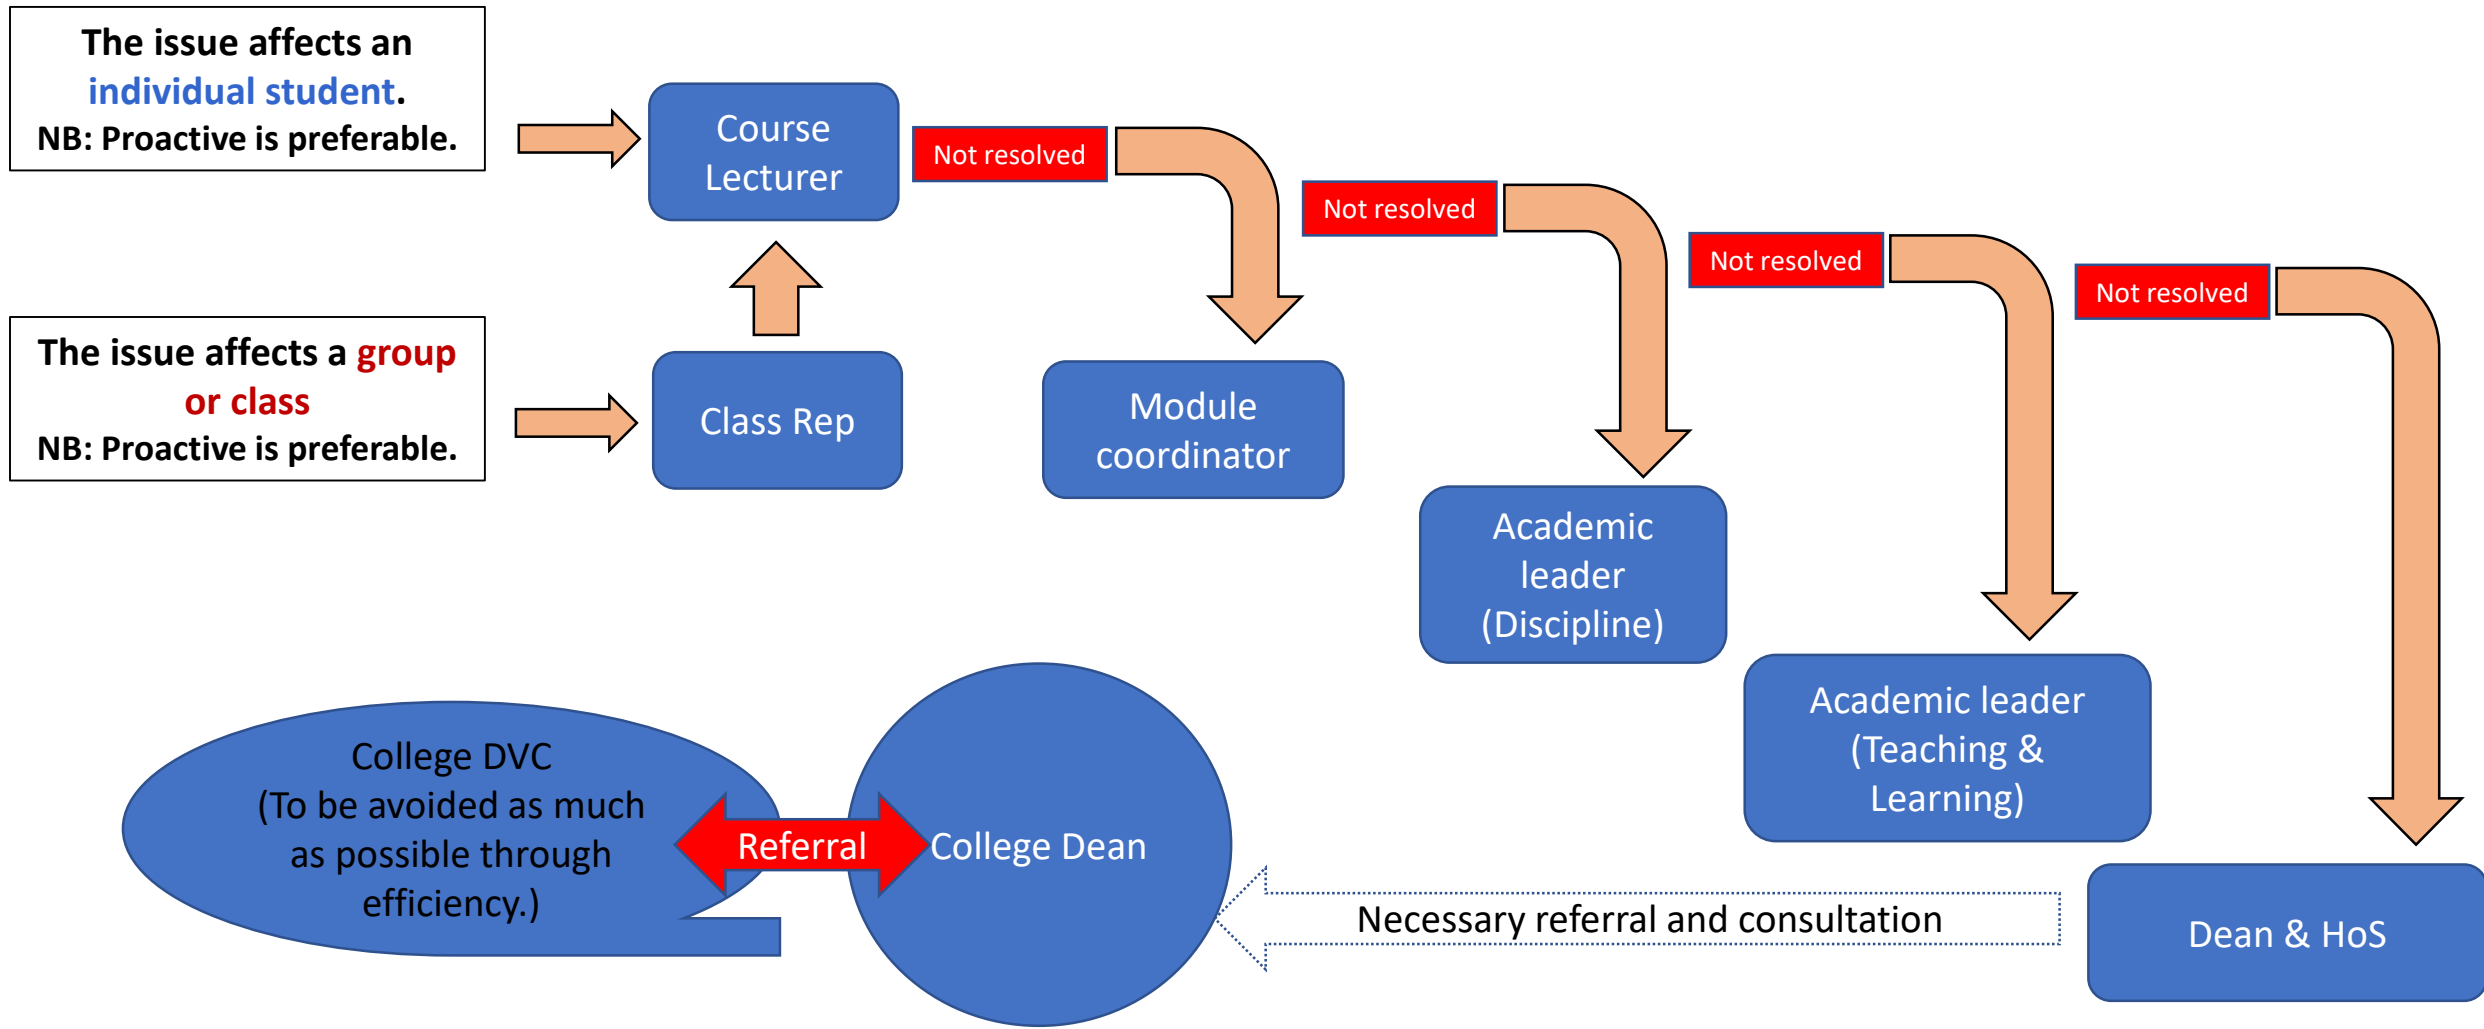 The issue affects an
individual student.
NB: Proactive is preferable.
Course
Lecturer
Not resolved
Not resolved
Not resolved
Not resolved
The issue affects a group
or class
NB: Proactive is preferable.
Class Rep
Module
coordinator
Academic
leader
(Discipline)
Academic leader
(Teaching &
Learning)
Dean & HoS
Necessary referral and consultation
College Dean
Referral
College DVC
(To be avoided as much
as possible through
efficiency.)